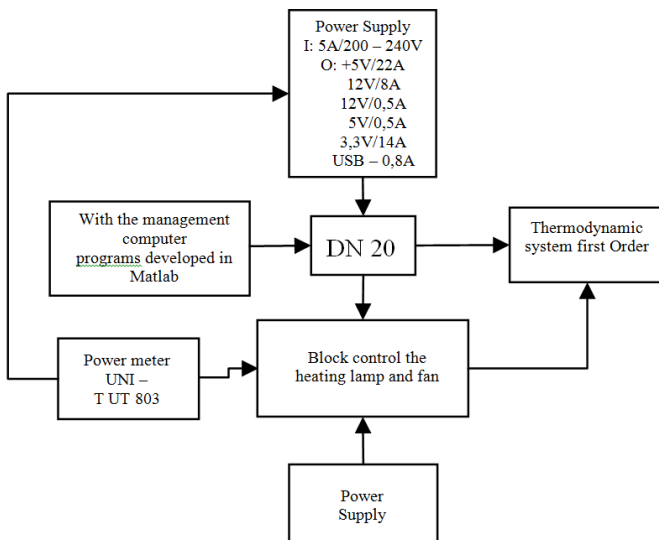 Power Supply
I: 5A/200 – 240V
O: +5V/22A
12V/8A
12V/0,5A
5V/0,5A
3,3V/14A
USB – 0,8A
With the management
computer
programs developed in
Matlab
DN 20
Thermodynamic
system first Order
Power meter
UNI –
T UT 803
Block control the
heating lamp and fan
Power
Supply